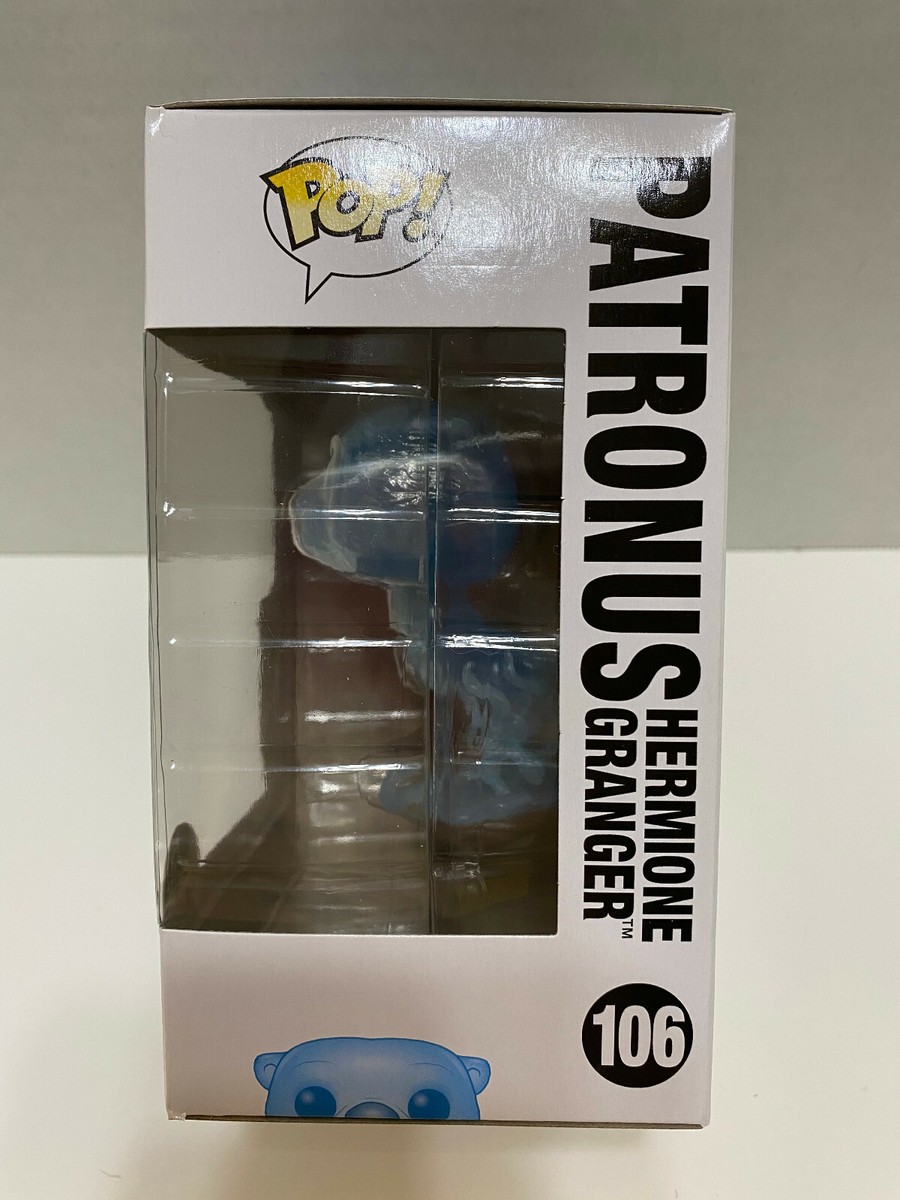 POP!
PATRONUS
HERMIONE
GRANGER™
106